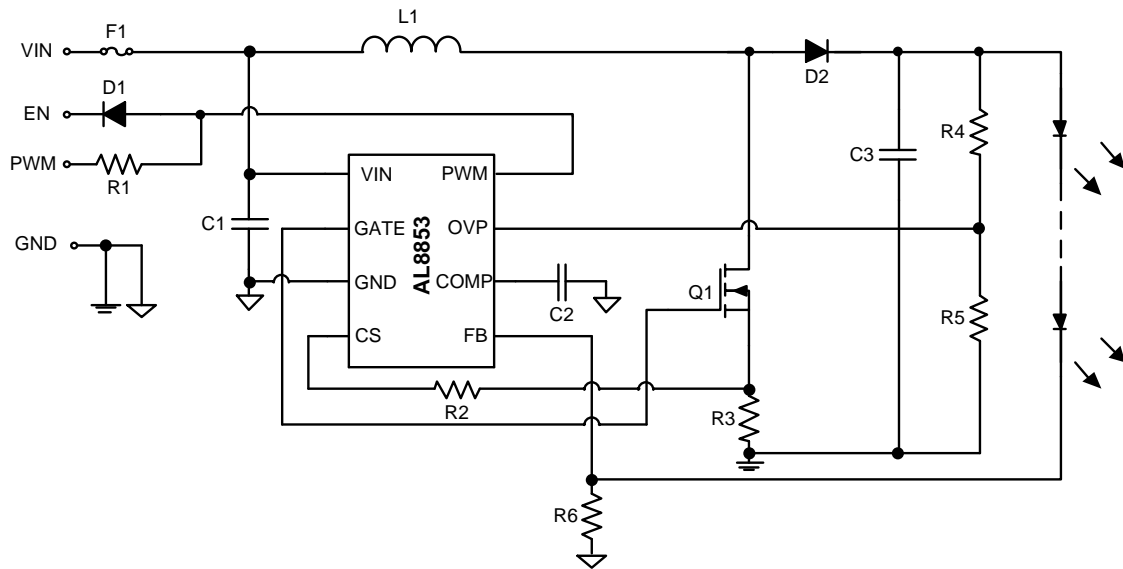 F1
L1
VIN
D2
D1
EN
R4
C3
PWM
R1
VIN
PWM
C1
GATE
OVP
GND
AL8853
GND
COMP
C2
Q1
R5
CS
FB
R2
R3
R6